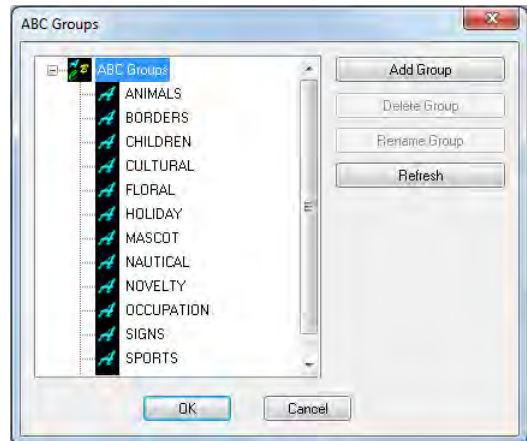 ABC Groups
ABC Groups
ANIMALS
BORDERS
CHILDREN
CULTURAL
FLORAL
HOLIDAY
MASCOT
NAUTICAL
NOVELTY
OCCUPATION
SIGNS
SPORTS
Add Group
Delete Group
Rename Group
Refresh
OK
Cancel